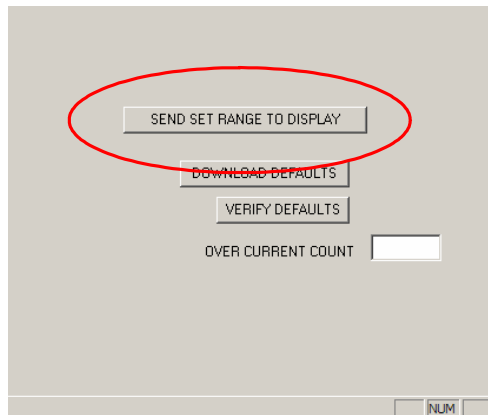 SEND SET RANGE TO DISPLAY
DOWNLOAD DEFAULTS
VERIFY DEFAULTS
OVER CURRENT COUNT
NUM